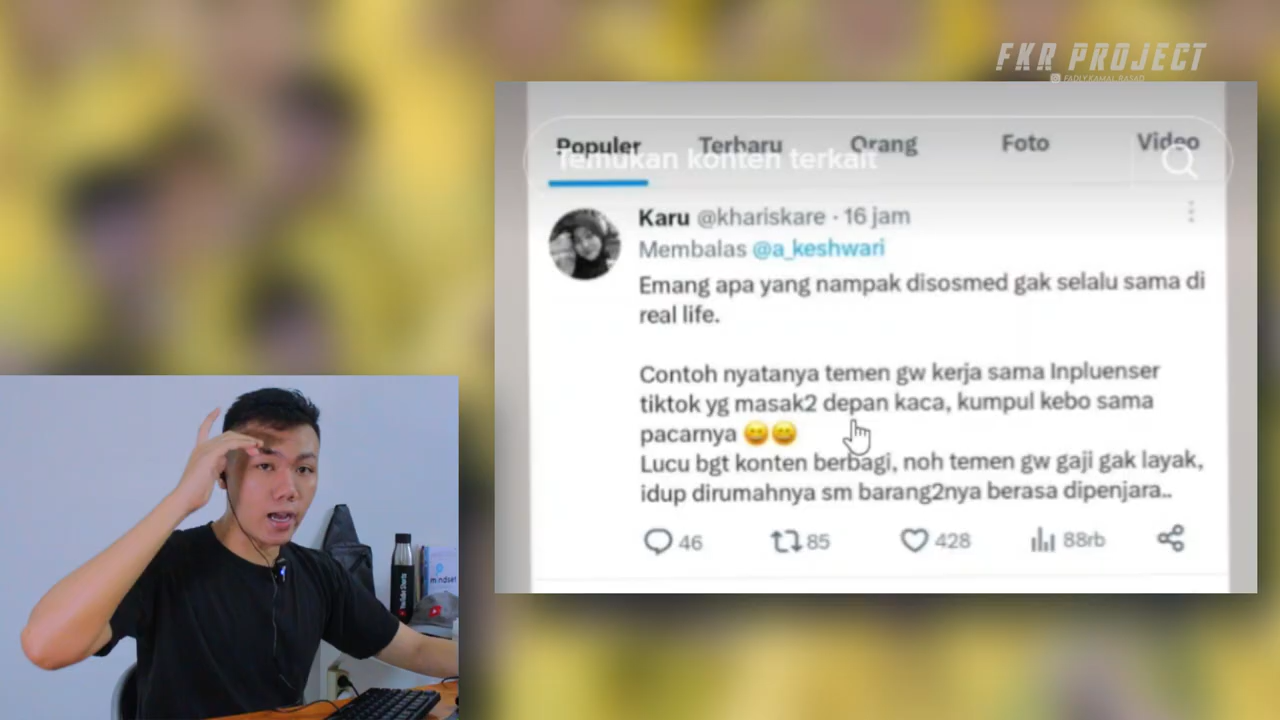 FKR PROJECT
FADLYKAMAL RASAD
Populer Terbaru Orang Foto Video
Temukan konten terkait
Karu @khariskare · 16 jam
Membalas @a_keshwari
Emang apa yang nampak disosmed gak selalu sama di
real life.
Contoh nyatanya temen gw kerja sama Inpluenser
tiktok yg masak2 depan kaca, kumpul kebo sama
pacarnya 😄😄
Lucu bgt konten berbagi, noh temen gw gaji gak layak,
idup dirumahnya sm barang2nya berasa dipenjara..
46 85 428 88rb
mindset